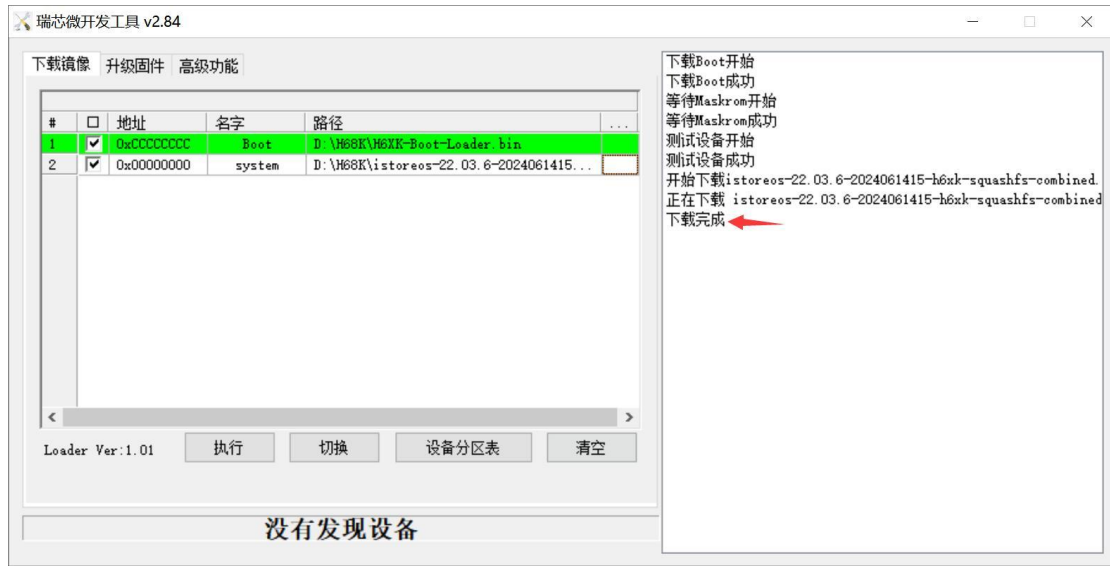 瑞芯微开发工具 v2.84
下载镜像 升级固件 高级功能
# 地址 名字 路径 ...
1 0xCCCCCCCC Boot D:\H68K\H6XK-Boot-Loader.bin
2 0x00000000 system D:\H68K\istoreos-22.03.6-2024061415...
Loader Ver:1.01 执行 切换 设备分区表 清空
没有发现设备
下载Boot开始
下载Boot成功
等待Maskrom开始
等待Maskrom成功
测试设备开始
测试设备成功
开始下载istoreos-22.03.6-2024061415-h6xk-squashfs-combined.
正在下载 istoreos-22.03.6-2024061415-h6xk-squashfs-combined
下载完成